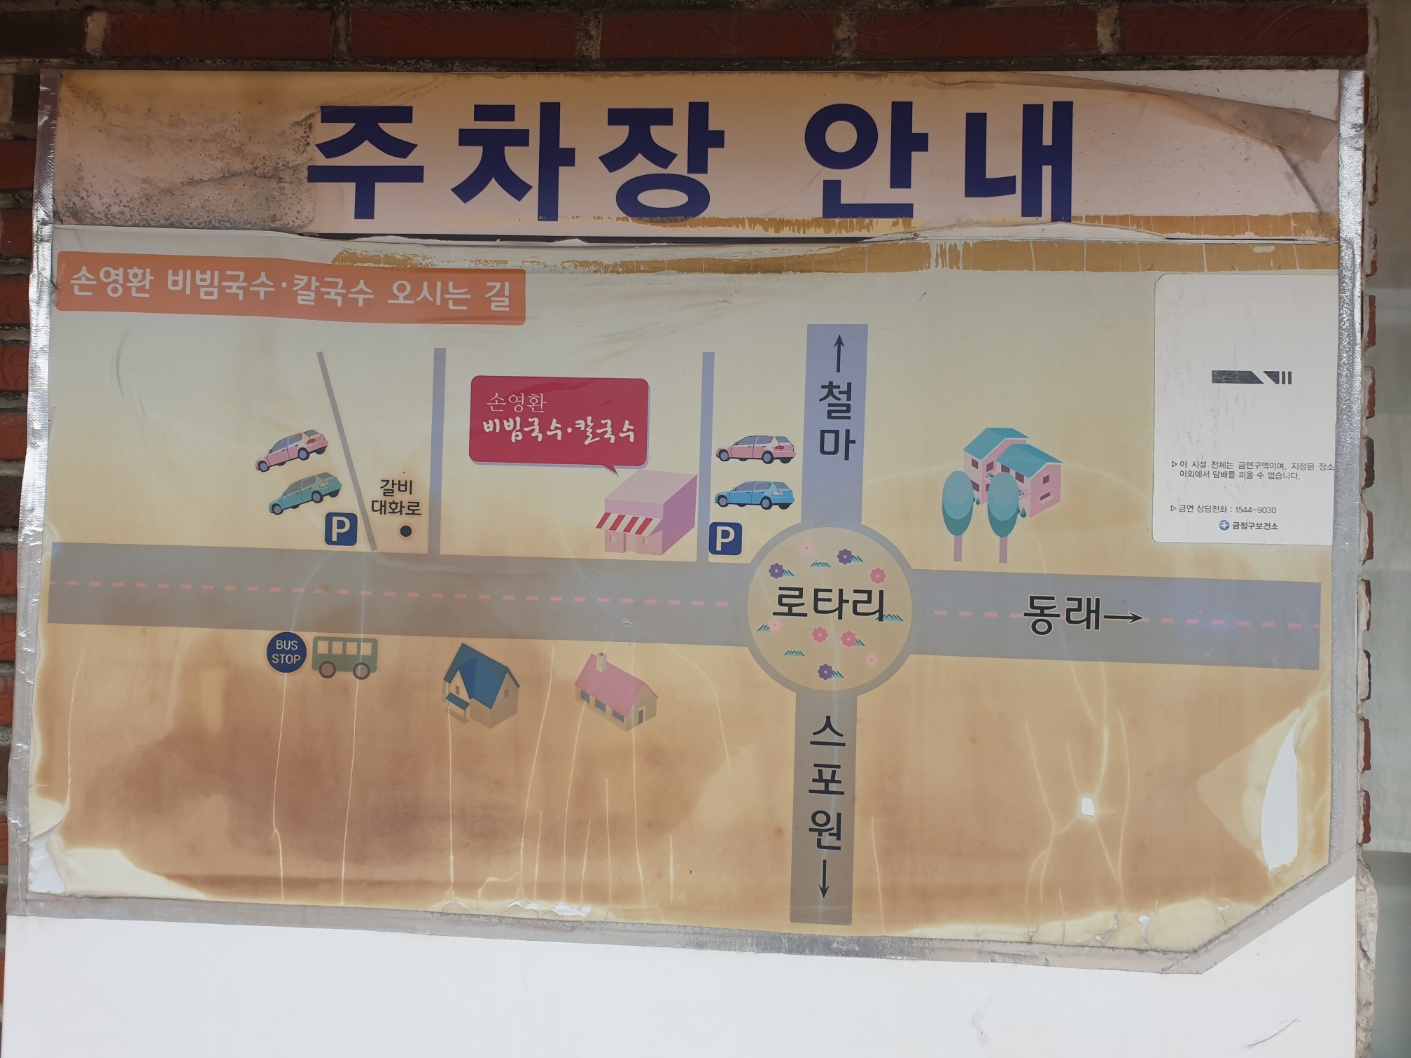 주차장 안내
손영환 비빔국수·칼국수 오시는 길
손영환
비빔국수·칼국수
↑
철
마
갈비
대화로
P
P
로타리
동래→
BUS
STOP
스
포
원
↓
▷이 시설 전체는 금연구역이며, 지정된 장소
이외에서 담배를 피울 수 없습니다.
▷금연 상담전화 : 1544-9030
금정구보건소